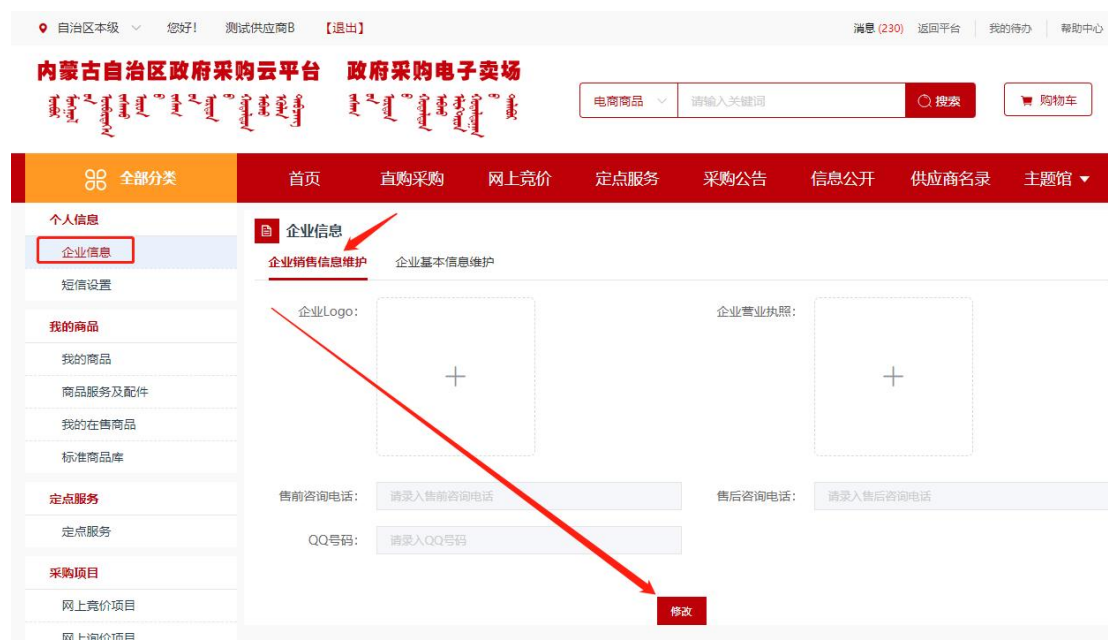 自治区本级 您好! 测试供应商B 【退出】 消息 (230) 返回平台 我的待办 帮助中心
内蒙古自治区政府采购云平台 政府采购电子卖场
电商商品 请输入关键词 搜索 购物车
全部分类 首页 直购采购 网上竞价 定点服务 采购公告 信息公开 供应商名录 主题馆
个人信息
企业信息
短信设置
我的商品
我的商品
商品服务及配件
我的在售商品
标准商品库
定点服务
定点服务
采购项目
网上竞价项目
网上询价项目
企业信息
企业销售信息维护 企业基本信息维护
企业Logo: 企业营业执照:
售前咨询电话: 请录入售前咨询电话 售后咨询电话: 请录入售后咨询电话
QQ号码: 请录入QQ号码
修改